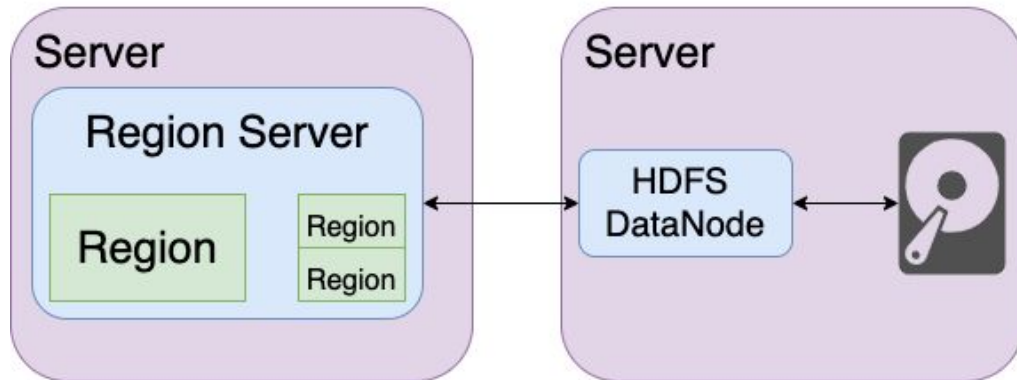 Server
Region Server
Region
Region
Region
Server
HDFS
DataNode